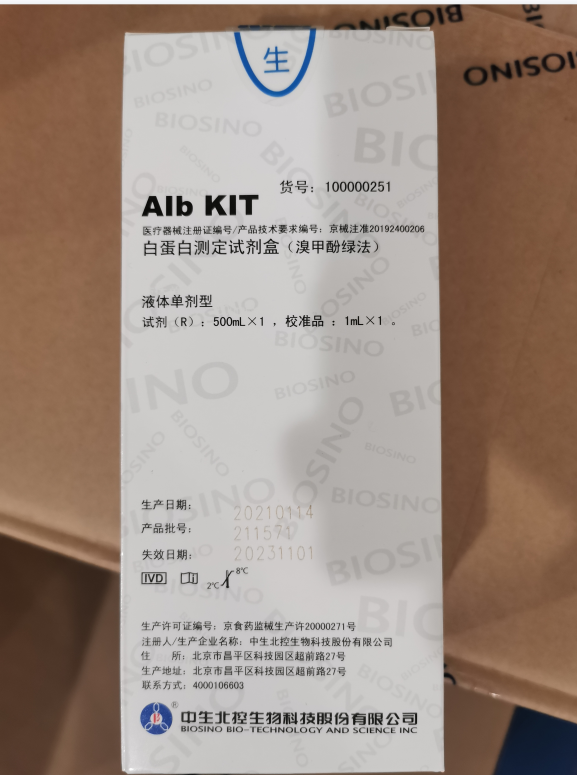 BIOSINO
BIOSINO
生
Alb KIT
货号：100000251
医疗器械注册证编号/产品技术要求编号：京械注准20192400206
白蛋白测定试剂盒（溴甲酚绿法）
液体单剂型
试剂（R）：500mL×1 ，校准品 ：1mL×1 。
生产日期：20210114
产品批号：211571
失效日期：20231101
IVD
2℃
8℃
生产许可证编号：京食药监械生产许20000271号
注册人/生产企业名称：中生北控生物科技股份有限公司
住 所：北京市昌平区科技园区超前路27号
生产地址：北京市昌平区科技园区超前路27号
联系方式：4000106603
中生北控生物科技股份有限公司
BIOSINO BIO-TECHNOLOGY AND SCIENCE INC